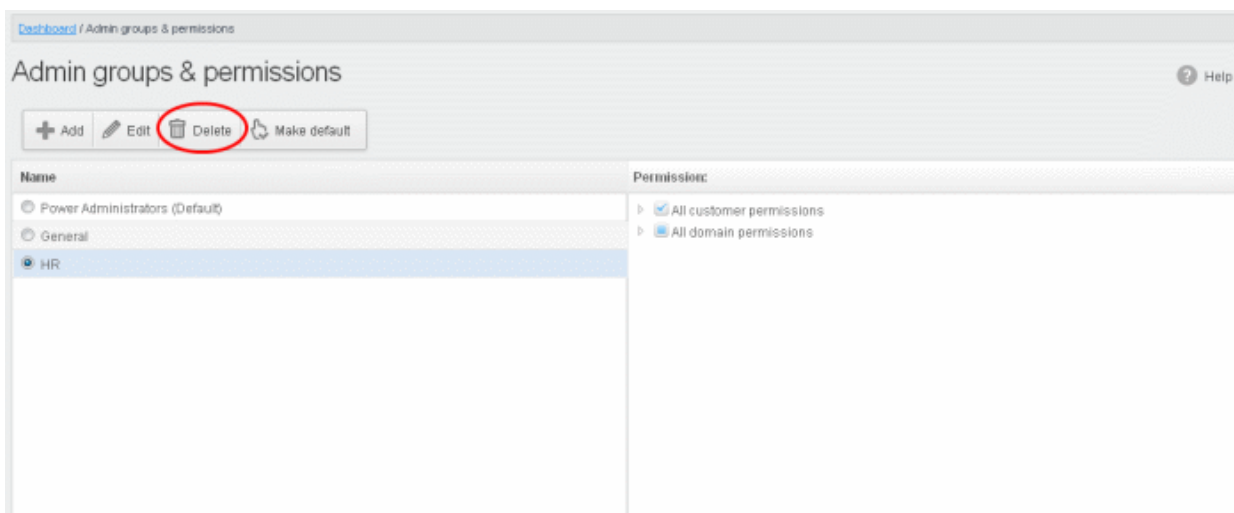 Dashboard / Admin groups & permissions
Admin groups & permissions
Help
Add Edit Delete Make default
Name Permission:
Power Administrators (Default) All customer permissions
General All domain permissions
HR